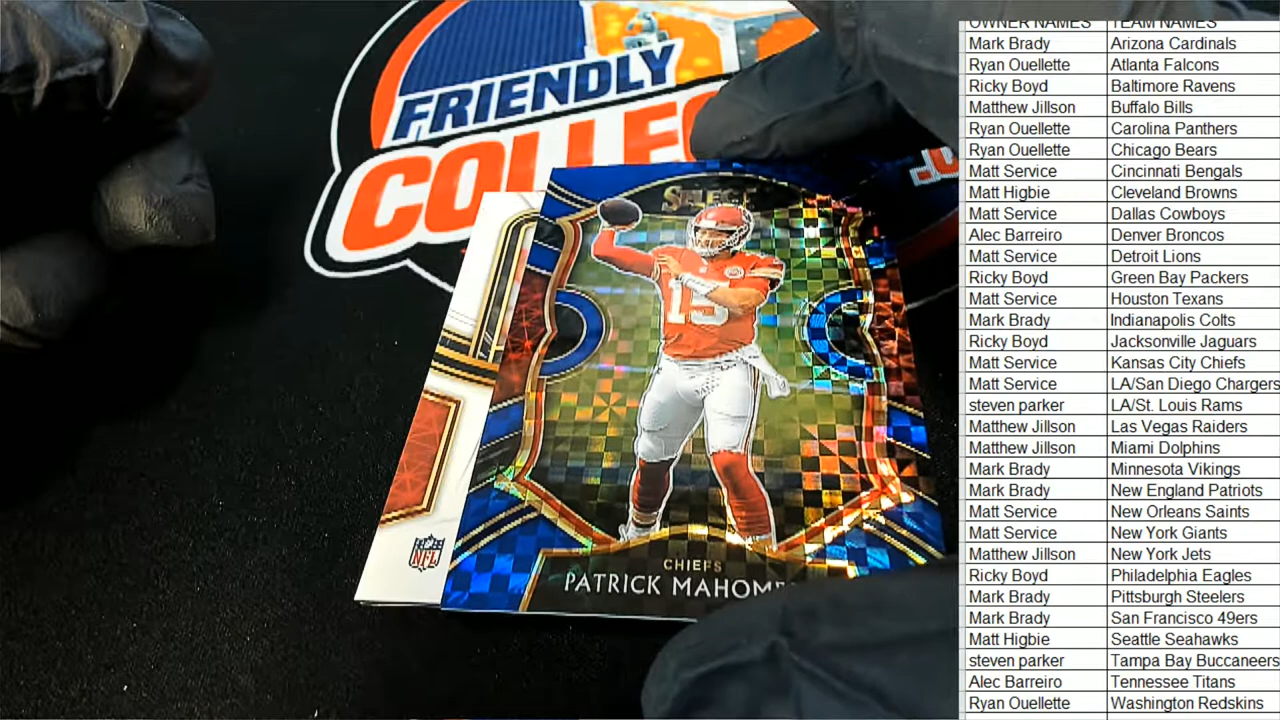 FRIENDLY
SELECT
15
CHIEFS
PATRICK
NFL
OWNER NAMES TEAM NAMES
Mark Brady Arizona Cardinals
Ryan Ouellette Atlanta Falcons
Ricky Boyd Baltimore Ravens
Matthew Jillson Buffalo Bills
Ryan Ouellette Carolina Panthers
Ryan Ouellette Chicago Bears
Matt Service Cincinnati Bengals
Matt Higbie Cleveland Browns
Matt Service Dallas Cowboys
Alec Barreiro Denver Broncos
Matt Service Detroit Lions
Ricky Boyd Green Bay Packers
Matt Service Houston Texans
Mark Brady Indianapolis Colts
Ricky Boyd Jacksonville Jaguars
Matt Service Kansas City Chiefs
Matt Service LA/San Diego Chargers
steven parker LA/St. Louis Rams
Matthew Jillson Las Vegas Raiders
Matthew Jillson Miami Dolphins
Mark Brady Minnesota Vikings
Mark Brady New England Patriots
Matt Service New Orleans Saints
Matt Service New York Giants
Matthew Jillson New York Jets
Ricky Boyd Philadelphia Eagles
Mark Brady Pittsburgh Steelers
Mark Brady San Francisco 49ers
Matt Higbie Seattle Seahawks
steven parker Tampa Bay Buccaneers
Alec Barreiro Tennessee Titans
Ryan Ouellette Washington Redskins